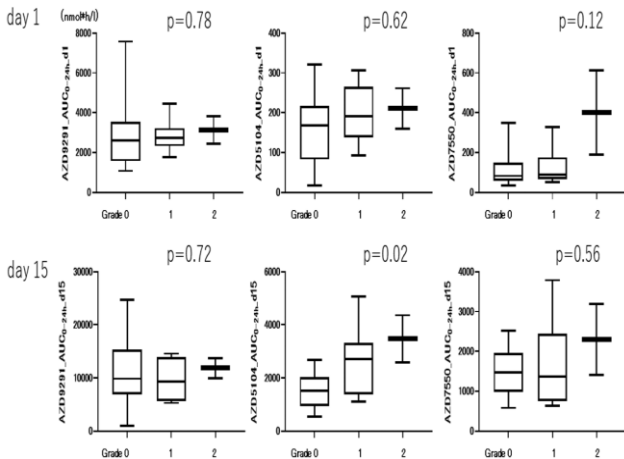 day 1
(nmol*h/l)
p=0.78
p=0.62
p=0.12
AZD9291_AUC0-24h_d1
8000
6000
4000
2000
0
Grade 0
1
2
AZD5104_AUC0-24h_d1
400
300
200
100
0
Grade 0
1
2
AZD7550_AUC0-24h_d1
800
600
400
200
0
Grade 0
1
2
day 15
p=0.72
p=0.02
p=0.56
AZD9291_AUC0-24h_d15
30000
20000
10000
0
Grade 0
1
2
AZD5104_AUC0-24h_d15
6000
4000
2000
0
Grade 0
1
2
AZD7550_AUC0-24h_d15
4000
3000
2000
1000
0
Grade 0
1
2